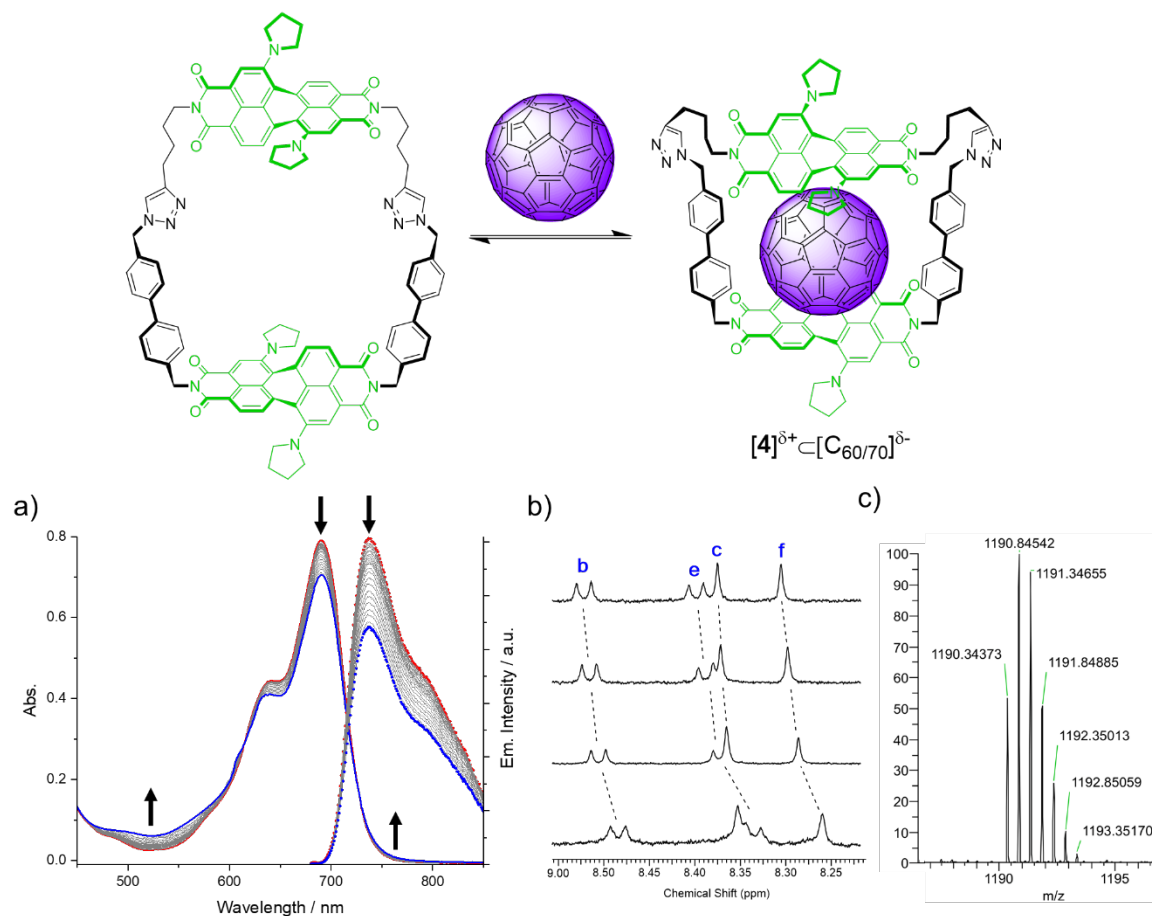 N
O O
N N
O O
N
N N N N
N N
N
O O
N N
O O
N
N
O O
N N
N N
N N
N N
O O
N
O O
N N
O O
N
[4]δ+⊂[C60/70]δ-
a)
0.8
0.6
0.4
0.2
0.0
Abs.
500 600 700 800
Wavelength / nm
Em. Intensity / a.u.
b)
b e c f
9.00 8.50 8.45 8.40 8.35 8.30 8.25
Chemical Shift (ppm)
c)
100
90
80
70
60
50
40
30
20
10
0
1190.84542
1191.34655
1190.34373
1191.84885
1192.35013
1192.85059
1193.35170
1190 1195
m/z